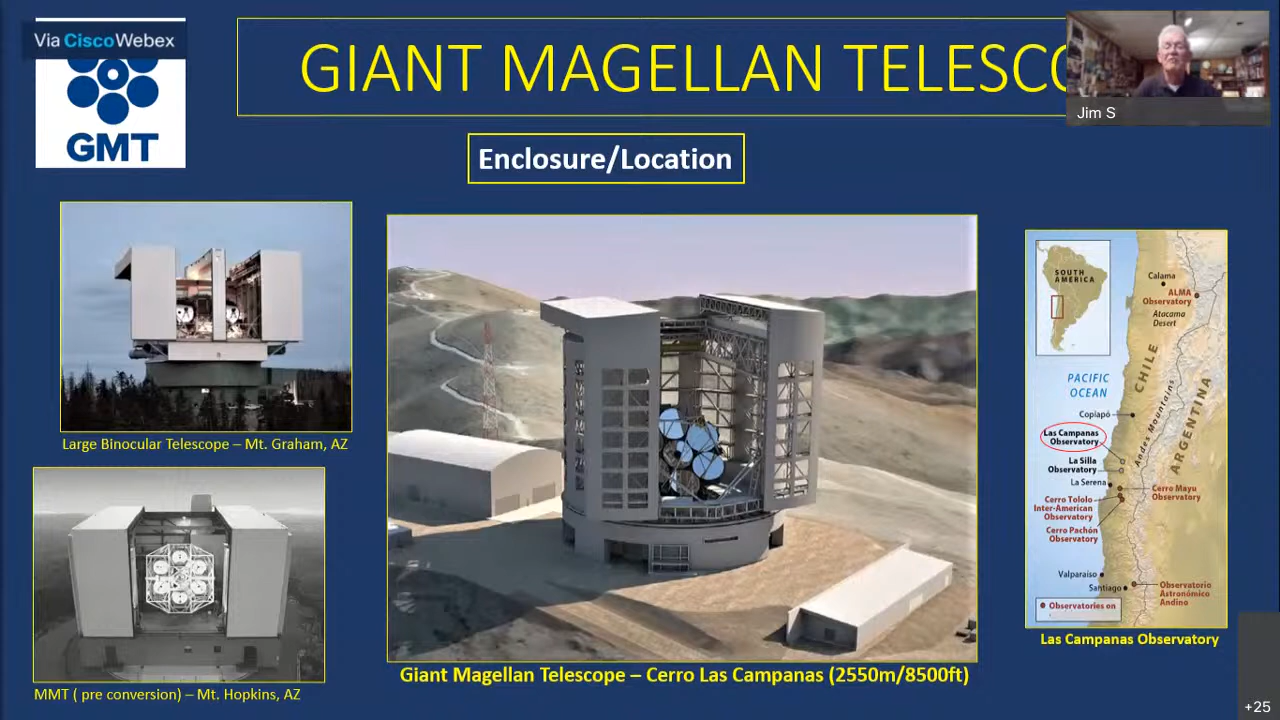 Via Cisco Webex
GMT
GIANT MAGELLAN TELESCO
Jim S
Enclosure/Location
Large Binocular Telescope – Mt. Graham, AZ
MMT ( pre conversion) – Mt. Hopkins, AZ
Giant Magellan Telescope – Cerro Las Campanas (2550m/8500ft)
SOUTH
AMERICA
Calama
ALMA
Observatory
Atacama
Desert
PACIFIC
OCEAN
CHILE
Andes Mountains
ARGENTINA
Copiapó
Las Campanas
Observatory
La Silla
Observatory
La Serena
Cerro Mayu
Observatory
Cerro Tololo
Inter-American
Observatory
Cerro Pachón
Observatory
Valparaíso
Santiago
Observatorio
Astronómico
Andino
Observatories on
Las Campanas Observatory
+25